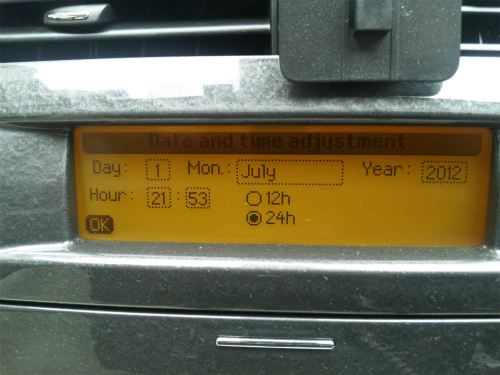 Date and time adjustment
Day: 1 Mon.: July Year: 2012
Hour: 21 : 53 12h
24h
OK